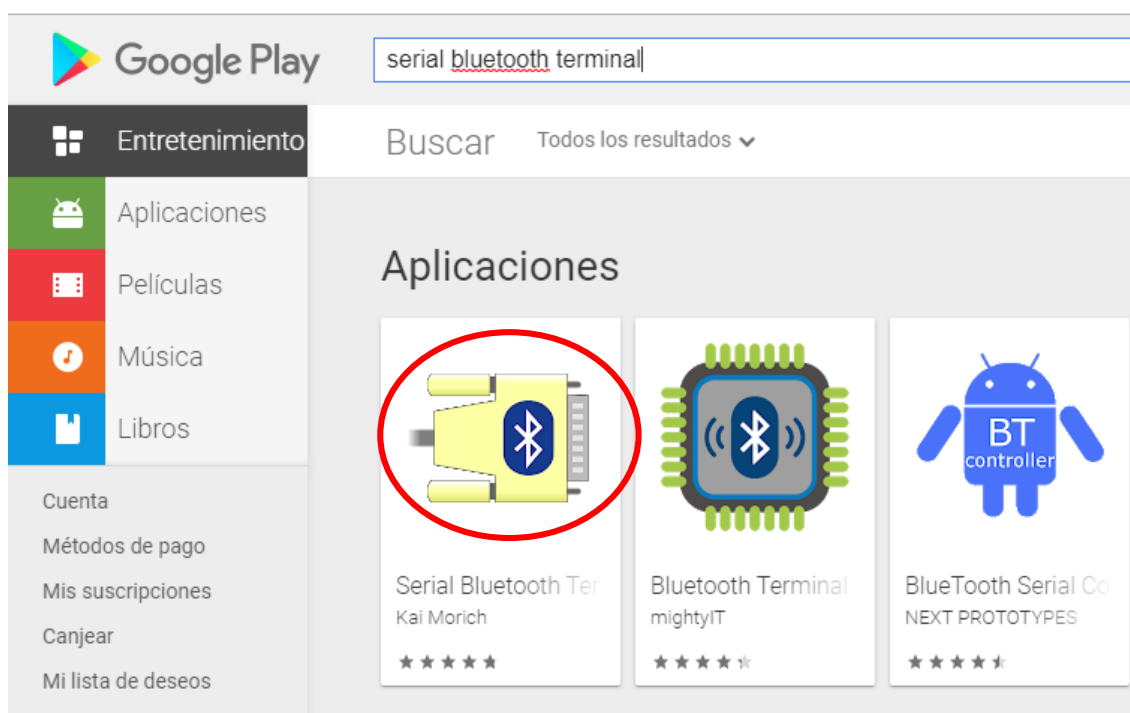 Google Play
serial bluetooth terminal
Entretenimiento
Buscar
Todos los resultados
Aplicaciones
Películas
Música
Libros
Cuenta
Métodos de pago
Mis suscripciones
Canjear
Mi lista de deseos
Aplicaciones
BT
controller
Serial Bluetooth Ter
Kai Morich
Bluetooth Terminal
mightyIT
BlueTooth Serial Co
NEXT PROTOTYPES